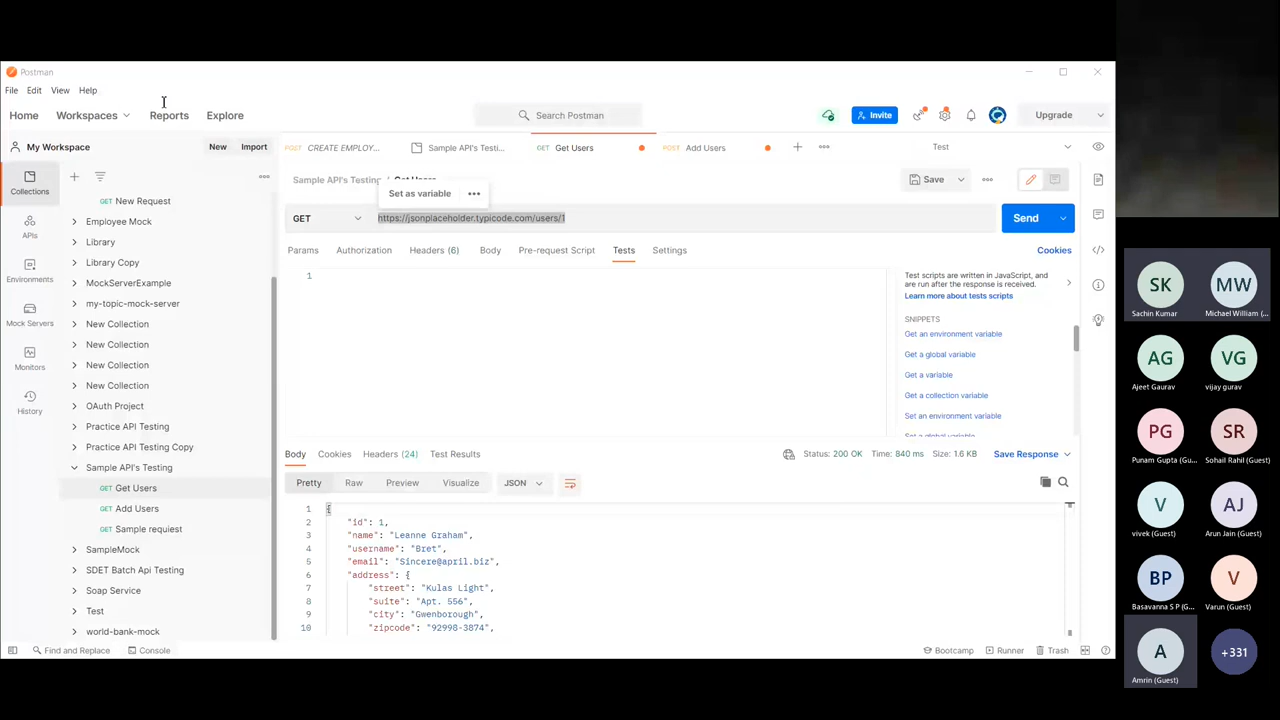 Postman
File Edit View Help
Home Workspaces Reports Explore
Search Postman
Invite
Upgrade
My Workspace
New Import
POST CREATE EMPLOY...
Sample API's Testi...
GET Get Users
POST Add Users
Test
Collections
APIs
Environments
Mock Servers
Monitors
History
GET New Request
Employee Mock
Library
Library Copy
MockServerExample
my-topic-mock-server
New Collection
New Collection
New Collection
New Collection
OAuth Project
Practice API Testing
Practice API Testing Copy
Sample API's Testing
GET Get Users
GET Add Users
GET Sample requiest
SampleMock
SDET Batch Api Testing
Soap Service
Test
world-bank-mock
Sample API's Testing / Get Users
Set as variable
Save
GET
https://jsonplaceholder.typicode.com/users/1
Send
Params Authorization Headers (6) Body Pre-request Script Tests Settings
Cookies
1
Test scripts are written in JavaScript, and
are run after the response is received.
Learn more about tests scripts
SNIPPETS
Get an environment variable
Get a global variable
Get a variable
Get a collection variable
Set an environment variable
Set a global variable
Body Cookies Headers (24) Test Results
Status: 200 OK Time: 840 ms Size: 1.6 KB
Save Response
Pretty Raw Preview Visualize JSON
1 {
2 "id": 1,
3 "name": "Leanne Graham",
4 "username": "Bret",
5 "email": "Sincere@april.biz",
6 "address": {
7 "street": "Kulas Light",
8 "suite": "Apt. 556",
9 "city": "Gwenborough",
10 "zipcode": "92998-3874",
Find and Replace Console
Bootcamp Runner Trash
SK
Sachin Kumar
MW
Michael William (...
AG
Ajeet Gaurav
VG
vijay gurav
PG
Punam Gupta (Gu...
SR
Sohail Rahil (Guest)
V
vivek (Guest)
AJ
Arun Jain (Guest)
BP
Basavanna S P (G...
V
Varun (Guest)
A
Amrin (Guest)
+331